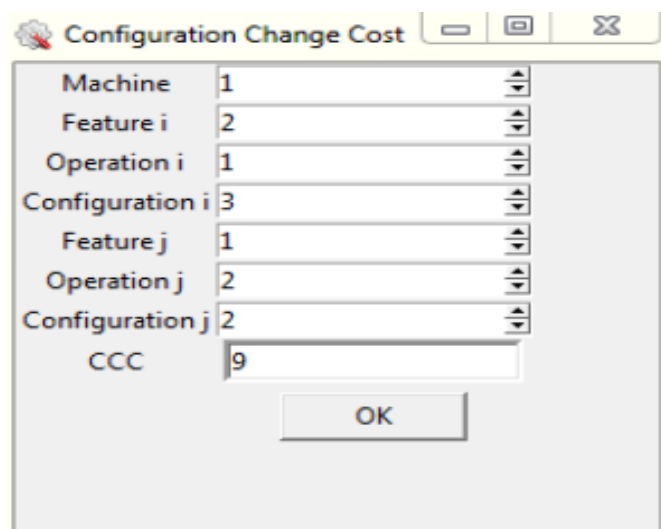 Configuration Change Cost
Machine 1
Feature i 2
Operation i 1
Configuration i 3
Feature j 1
Operation j 2
Configuration j 2
CCC 9
OK